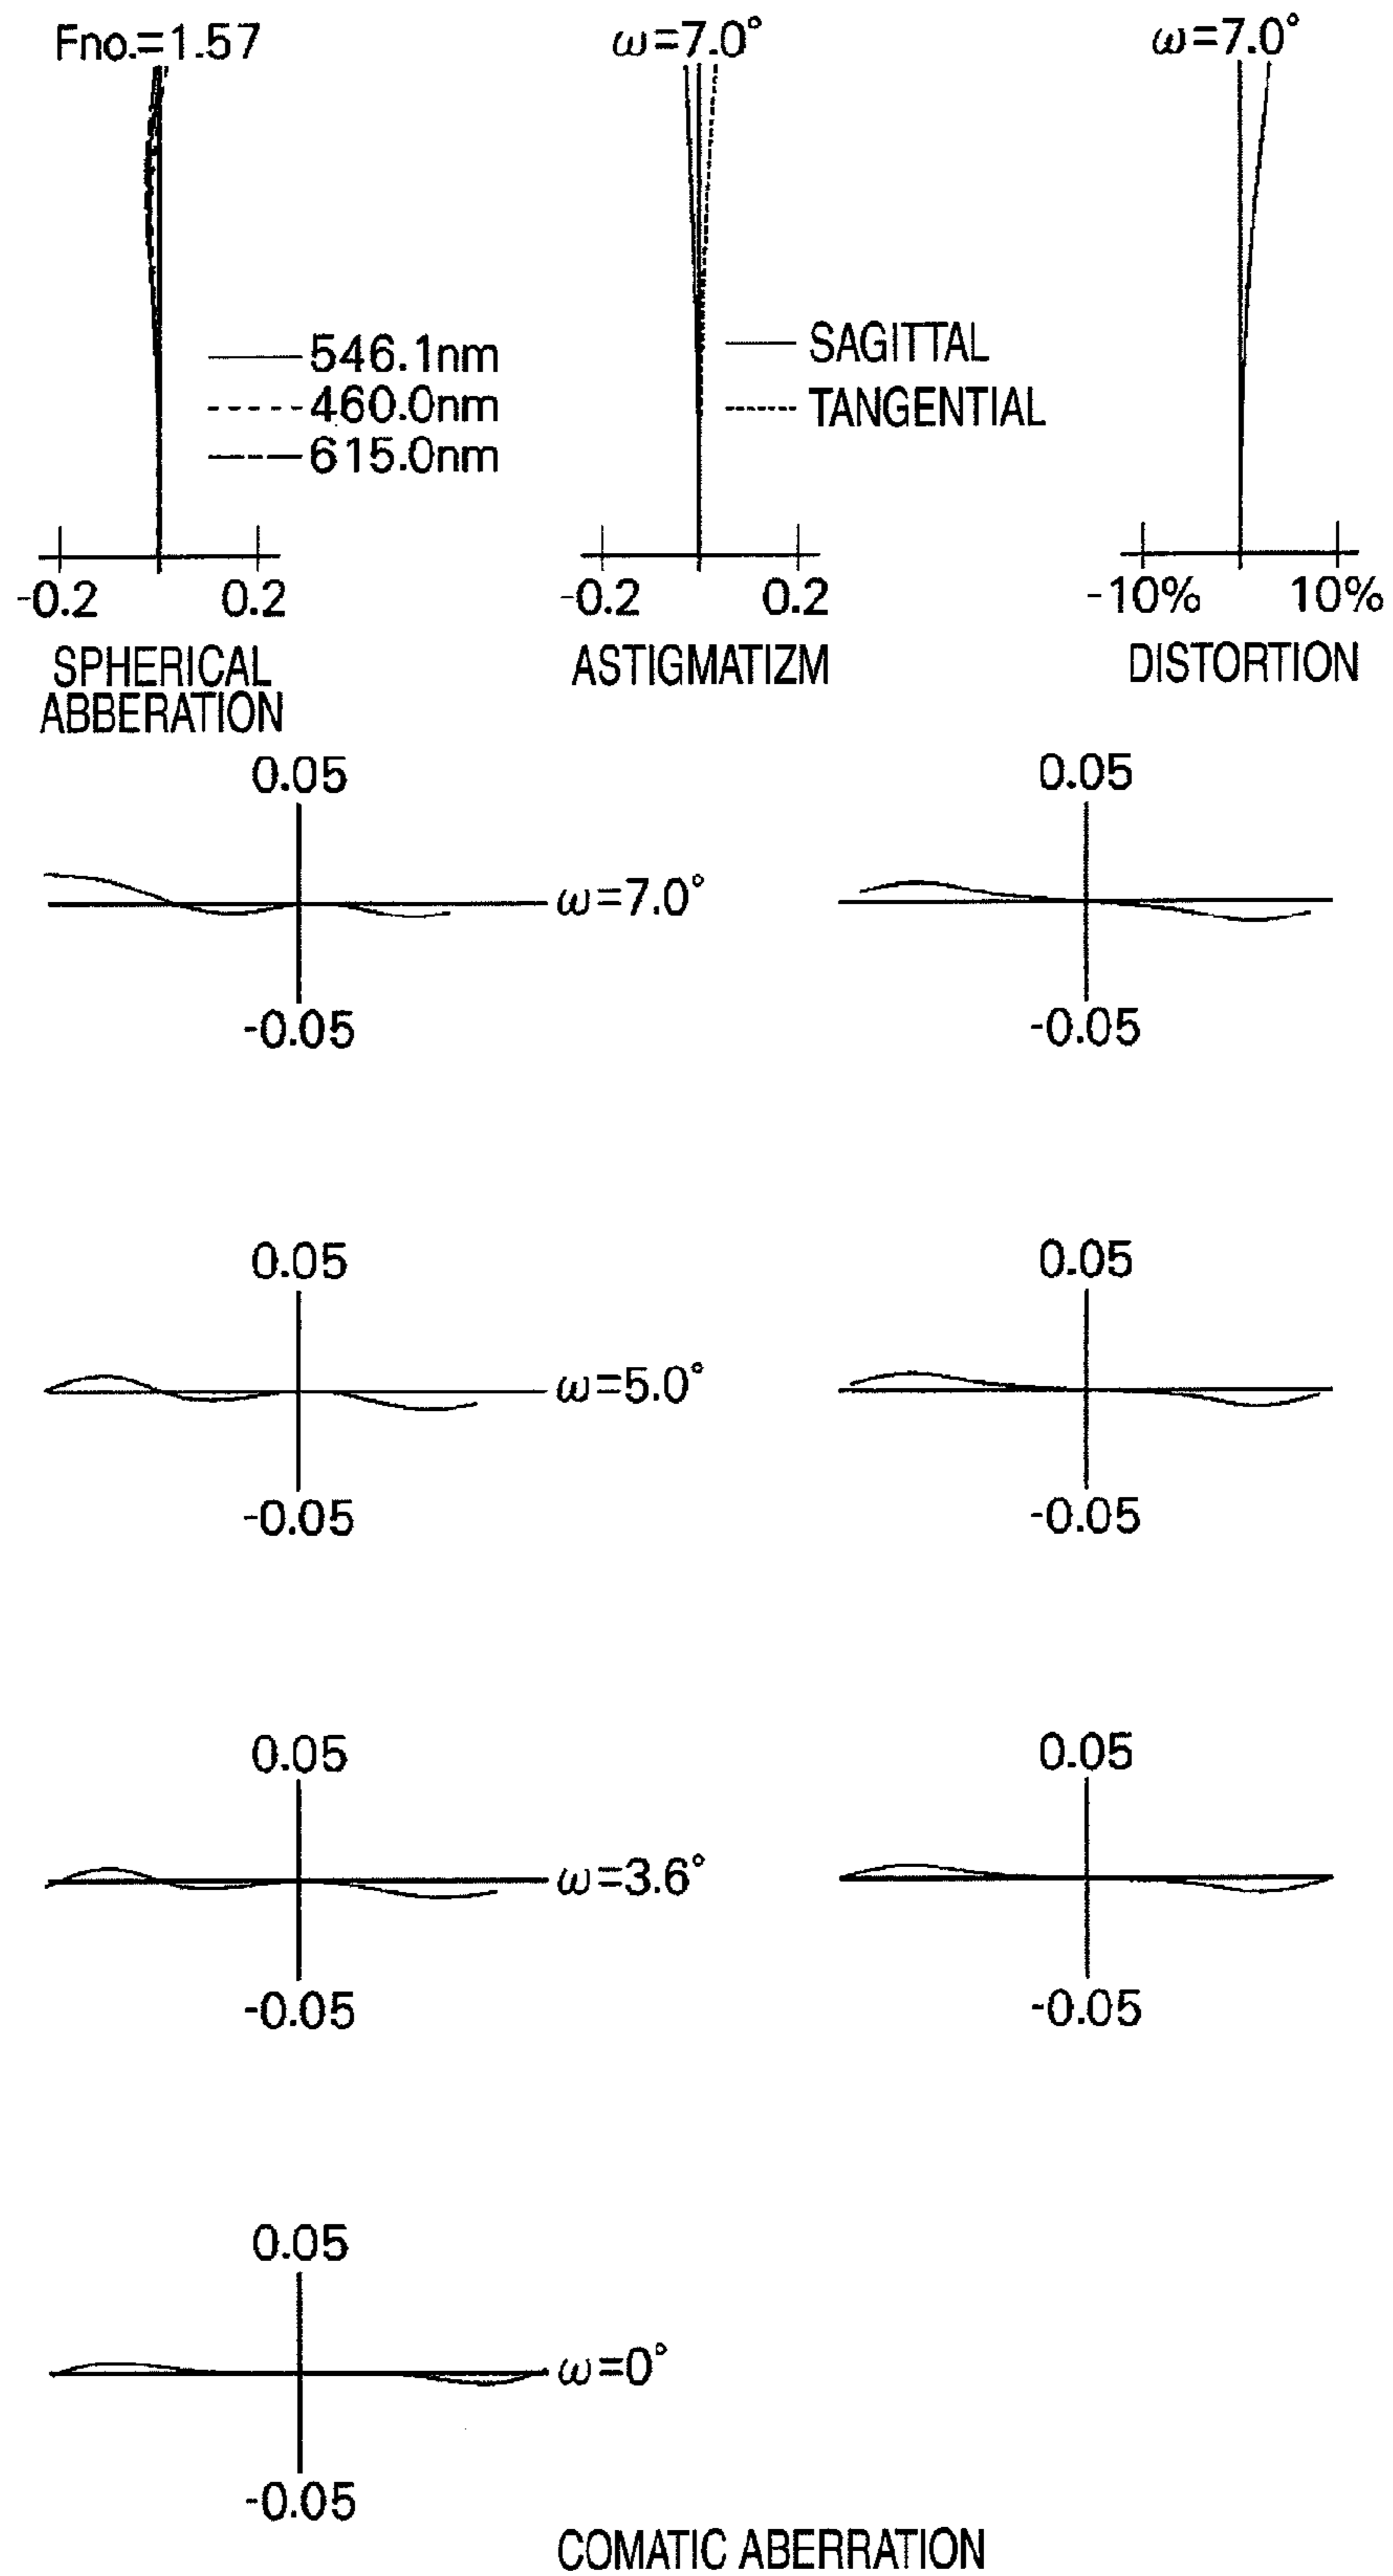 Fno.=1.57
ω=7.0°
ω=7.0°
546.1nm
460.0nm
615.0nm
SAGITTAL
TANGENTIAL
-0.2
0.2
-0.2
0.2
-10%
10%
SPHERICAL
ABBERATION
ASTIGMATIZM
DISTORTION
0.05
0.05
ω=7.0°
-0.05
-0.05
0.05
0.05
ω=5.0°
-0.05
-0.05
0.05
0.05
ω=3.6°
-0.05
-0.05
0.05
ω=0°
-0.05
COMATIC ABERRATION